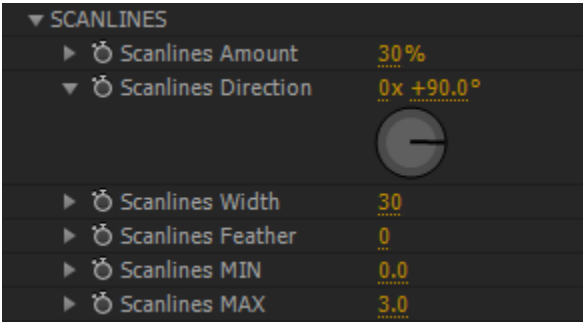 SCANLINES
Scanlines Amount 30%
Scanlines Direction 0x +90.0°
Scanlines Width 30
Scanlines Feather 0
Scanlines MIN 0.0
Scanlines MAX 3.0